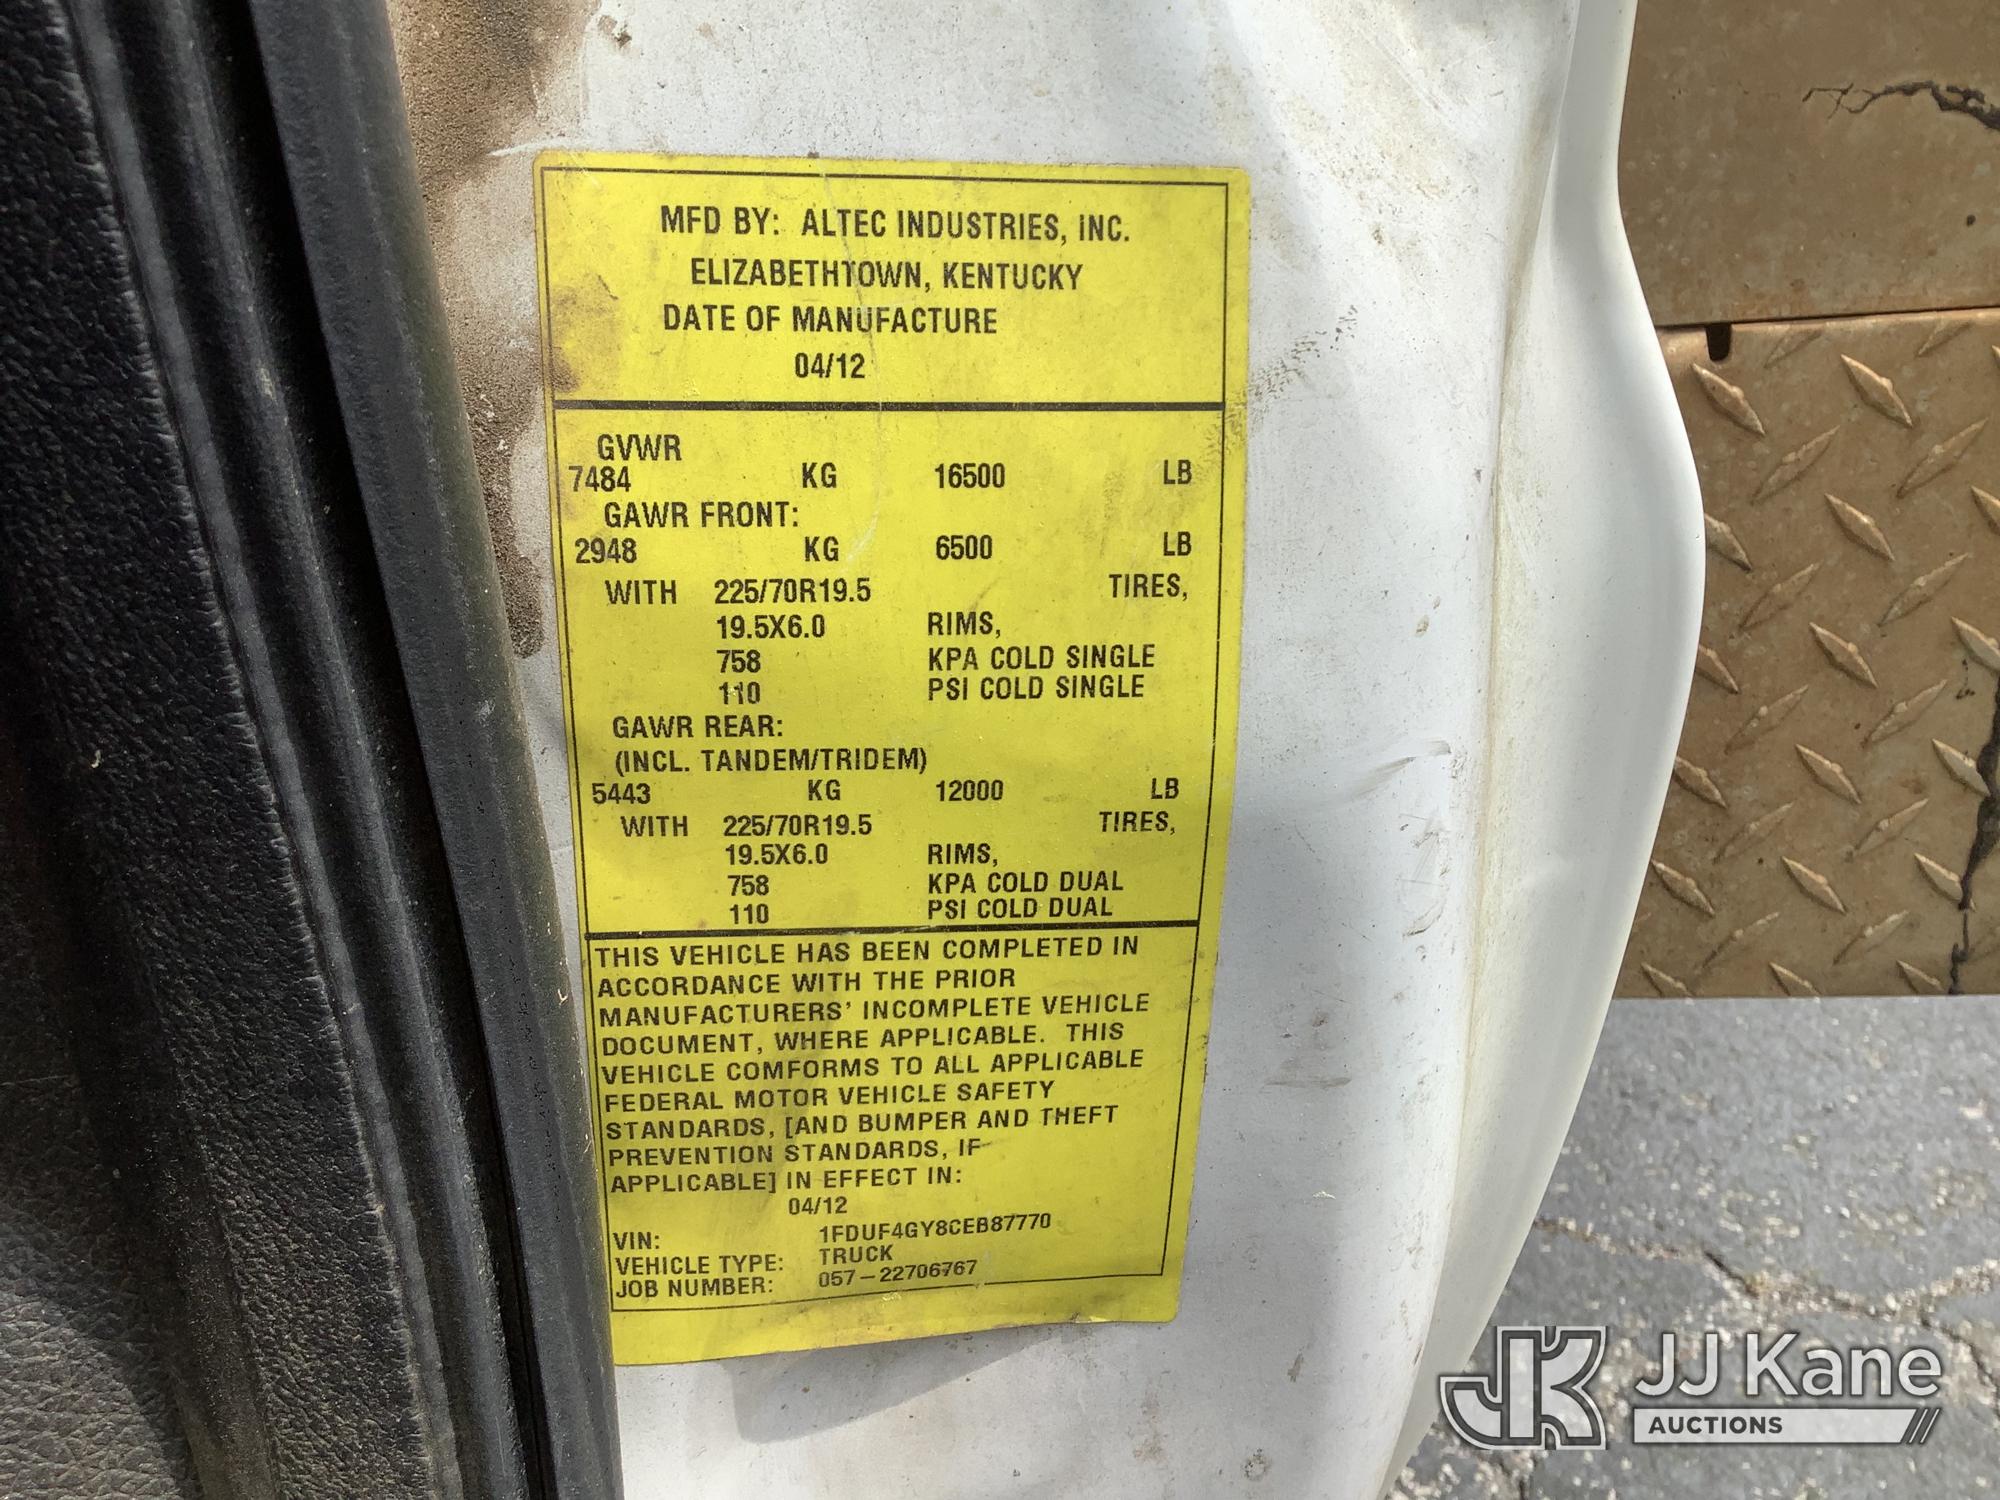 MFD BY: ALTEC INDUSTRIES, INC.
ELIZABETHTOWN, KENTUCKY
DATE OF MANUFACTURE
04/12
GVWR
7484 KG 16500 LB
GAWR FRONT:
2948 KG 6500 LB
WITH 225/70R19.5 TIRES,
19.5X6.0 RIMS,
758 KPA COLD SINGLE
110 PSI COLD SINGLE
GAWR REAR:
(INCL. TANDEM/TRIDEM)
5443 KG 12000 LB
WITH 225/70R19.5 TIRES,
19.5X6.0 RIMS,
758 KPA COLD DUAL
110 PSI COLD DUAL
THIS VEHICLE HAS BEEN COMPLETED IN
ACCORDANCE WITH THE PRIOR
MANUFACTURERS' INCOMPLETE VEHICLE
DOCUMENT, WHERE APPLICABLE. THIS
VEHICLE COMFORMS TO ALL APPLICABLE
FEDERAL MOTOR VEHICLE SAFETY
STANDARDS, [AND BUMPER AND THEFT
PREVENTION STANDARDS, IF
APPLICABLE] IN EFFECT IN:
04/12
VIN: 1FDUF4GY8CEB87770
VEHICLE TYPE: TRUCK
JOB NUMBER: 057-22706767
JK JJ Kane
AUCTIONS